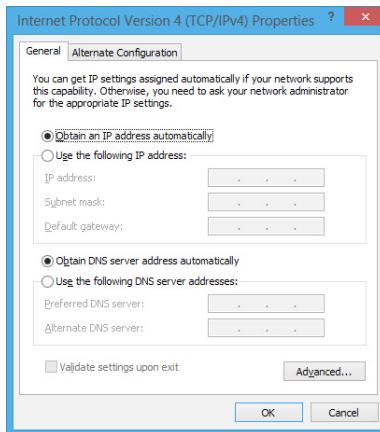 Internet Protocol Version 4 (TCP/IPv4) Properties ? ×
General Alternate Configuration
You can get IP settings assigned automatically if your network supports
this capability. Otherwise, you need to ask your network administrator
for the appropriate IP settings.
Obtain an IP address automatically
Use the following IP address:
IP address: . . .
Subnet mask: . . .
Default gateway: . . .
Obtain DNS server address automatically
Use the following DNS server addresses:
Preferred DNS server: . . .
Alternate DNS server: . . .
Validate settings upon exit
Advanced...
OK Cancel